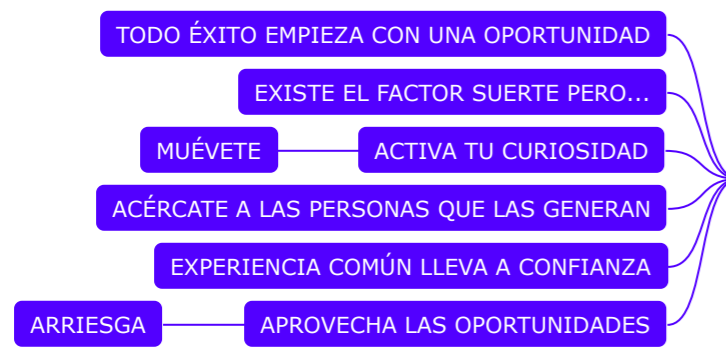 TODO ÉXITO EMPIEZA CON UNA OPORTUNIDAD
EXISTE EL FACTOR SUERTE PERO...
MUÉVETE
ACTIVA TU CURIOSIDAD
ACÉRCATE A LAS PERSONAS QUE LAS GENERAN
EXPERIENCIA COMÚN LLEVA A CONFIANZA
ARRIESGA
APROVECHA LAS OPORTUNIDADES